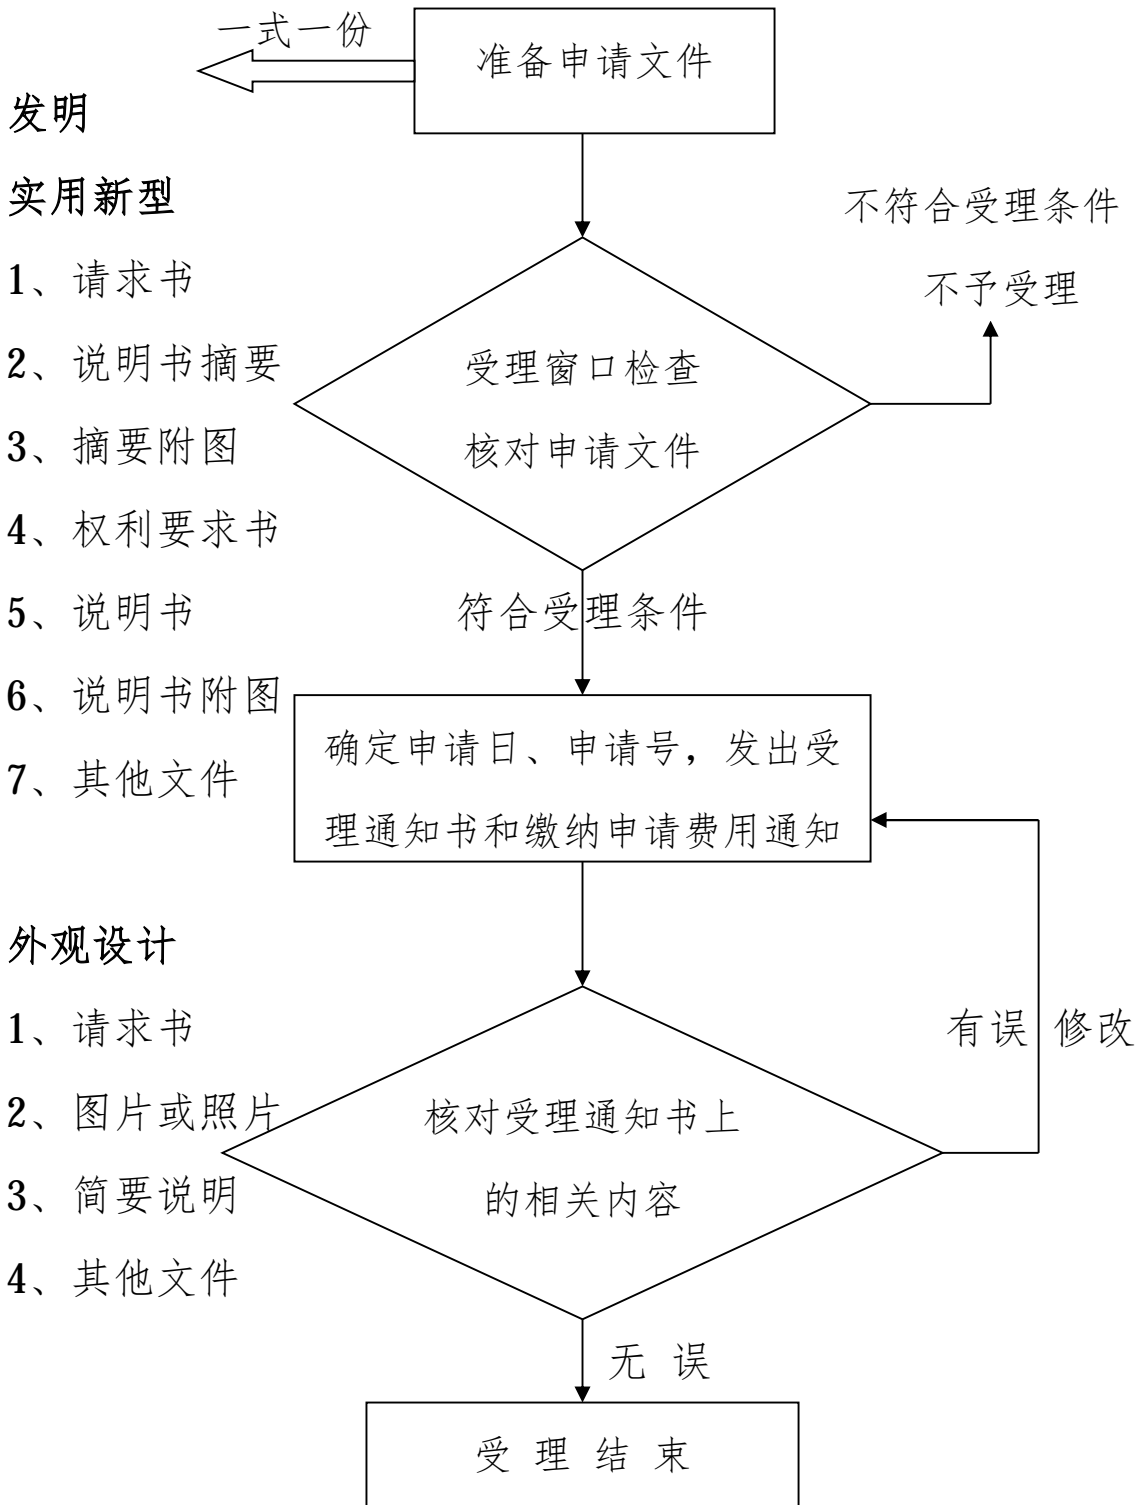 一式一份
准备申请文件
发明
实用新型
1、请求书
2、说明书摘要
3、摘要附图
4、权利要求书
5、说明书
6、说明书附图
7、其他文件
外观设计
1、请求书
2、图片或照片
3、简要说明
4、其他文件
不符合受理条件
不予受理
受理窗口检查
核对申请文件
符合受理条件
确定申请日、申请号，发出受
理通知书和缴纳申请费用通知
有误 修改
核对受理通知书上
的相关内容
无 误
受 理 结 束